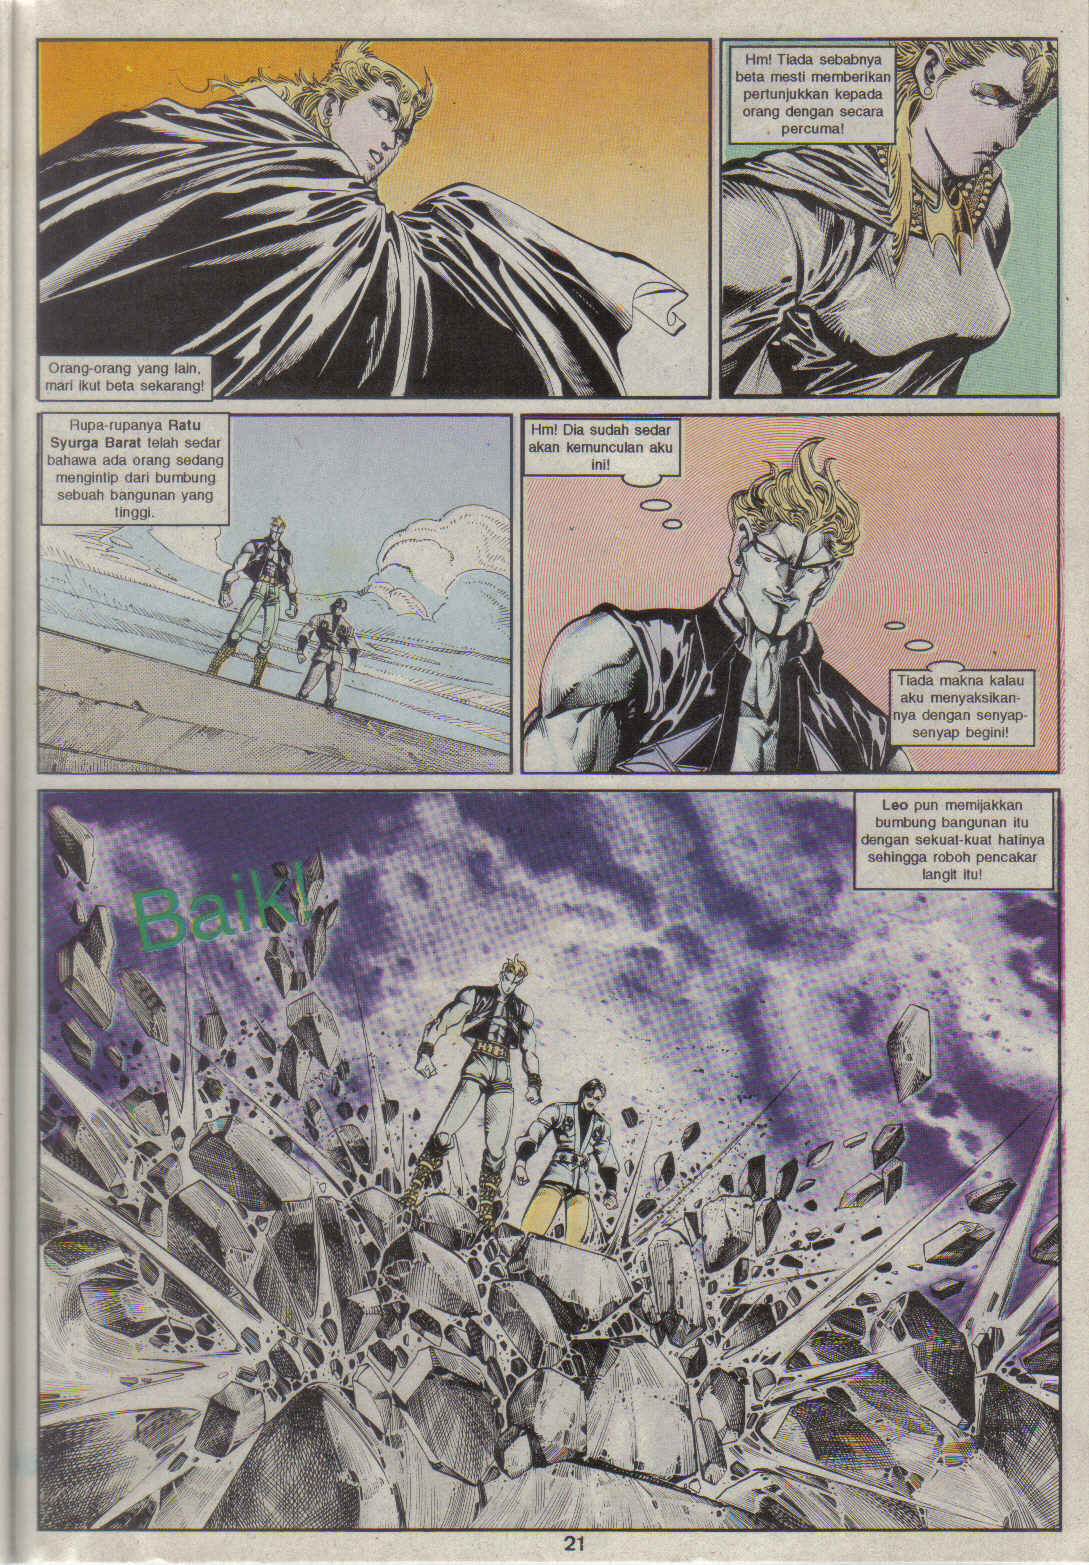 Orang-orang yang lain,
mari ikut beta sekarang!
Hm! Tiada sebabnya
beta mesti memberikan
pertunjukkan kepada
orang dengan secara
percuma!
Rupa-rupanya Ratu
Syurga Barat telah sedar
bahawa ada orang sedang
mengintip dari bumbung
sebuah bangunan yang
tinggi.
Hm! Dia sudah sedar
akan kemunculan aku
ini!
Tiada makna kalau
aku menyaksikan-
nya dengan senyap-
senyap begini!
Leo pun memijakkan
bumbung bangunan itu
dengan sekuat-kuat hatinya
sehingga roboh pencakar
langit itu!
Baik!
21